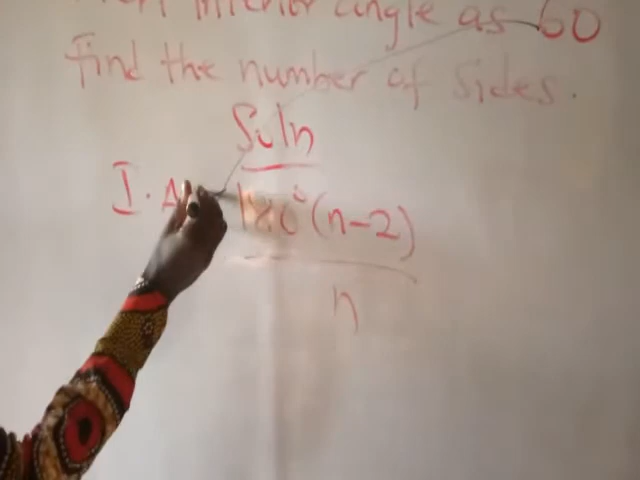 interior angle as 60
find the number of sides.
Soln
I. A 180°(n-2)
n